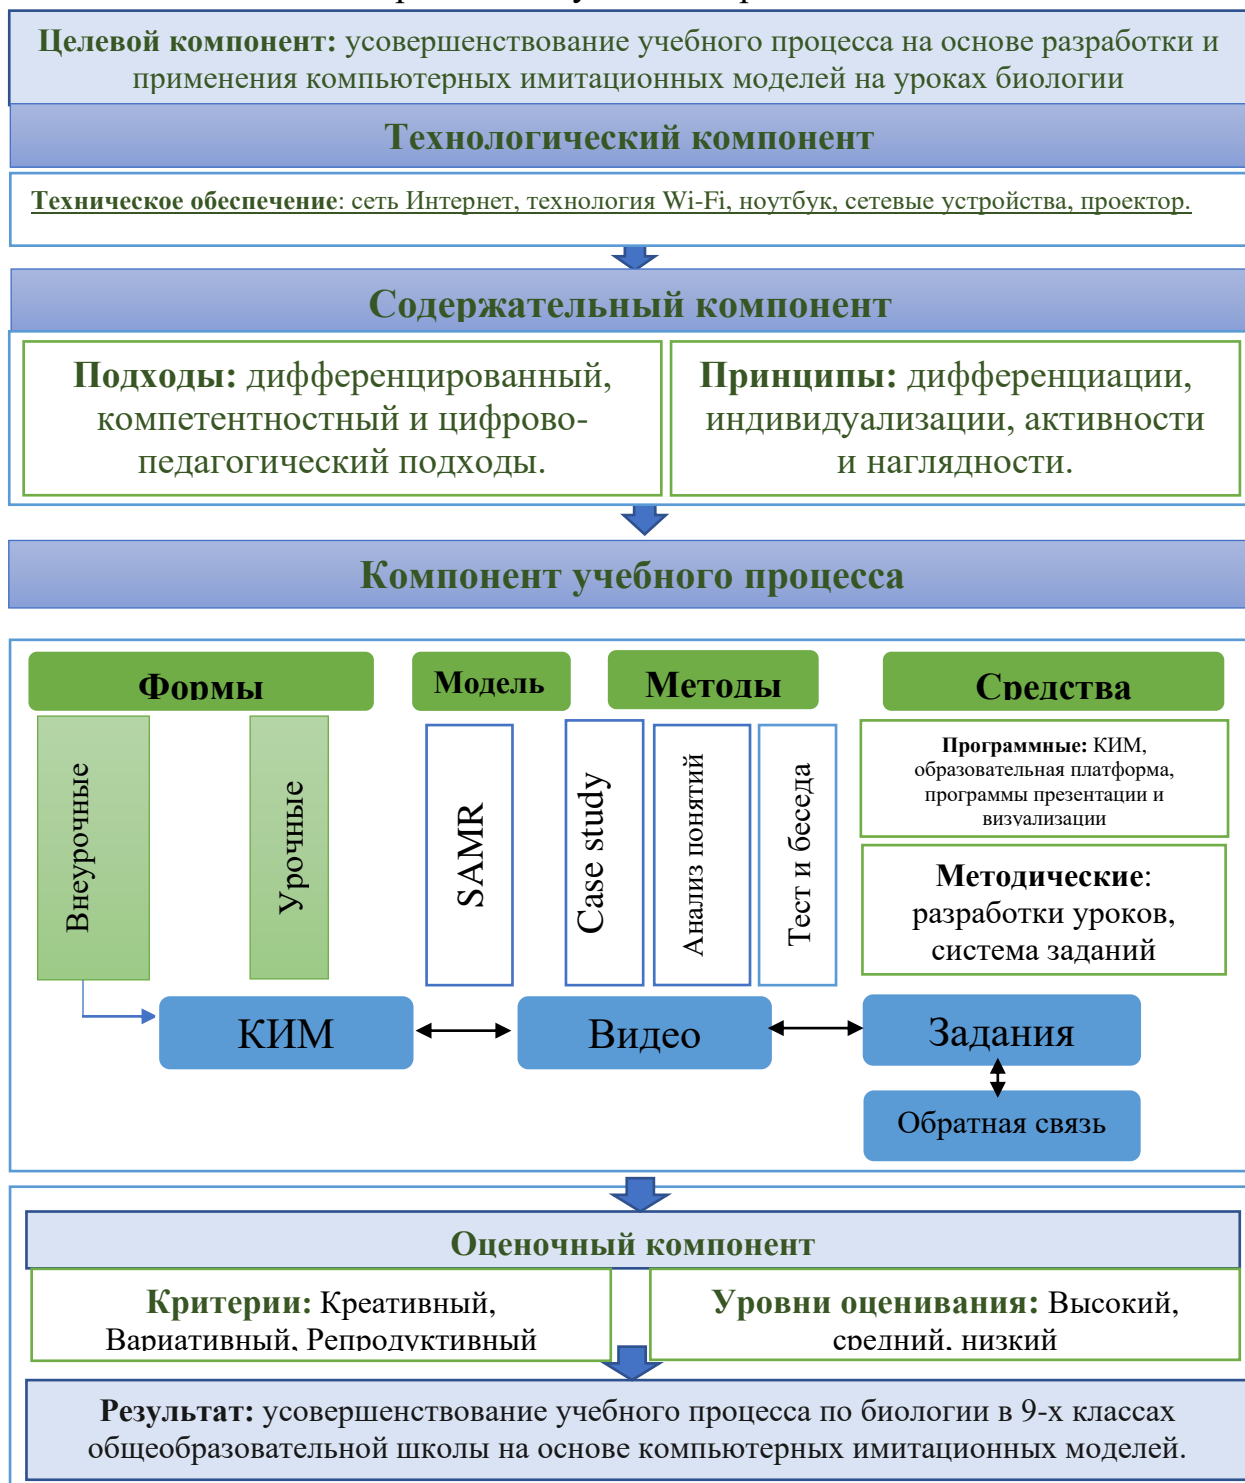 Целевой компонент: усовершенствование учебного процесса на основе разработки и
применения компьютерных имитационных моделей на уроках биологии
Технологический компонент
Техническое обеспечение: сеть Интернет, технология Wi-Fi, ноутбук, сетевые устройства, проектор.
Содержательный компонент
Подходы: дифференцированный,
компетентностный и цифрово-
педагогический подходы.
Принципы: дифференциации,
индивидуализации, активности
и наглядности.
Компонент учебного процесса
Формы
Модель
Методы
Средства
Внеурочные
Урочные
SAMR
Case study
Анализ понятий
Тест и беседа
Программные: КИМ,
образовательная платформа,
программы презентации и
визуализации
Методические:
разработки уроков,
система заданий
КИМ
Видео
Задания
Обратная связь
Оценочный компонент
Критерии: Креативный,
Вариативный, Репродуктивный
Уровни оценивания: Высокий,
средний, низкий
Результат: усовершенствование учебного процесса по биологии в 9-х классах
общеобразовательной школы на основе компьютерных имитационных моделей.